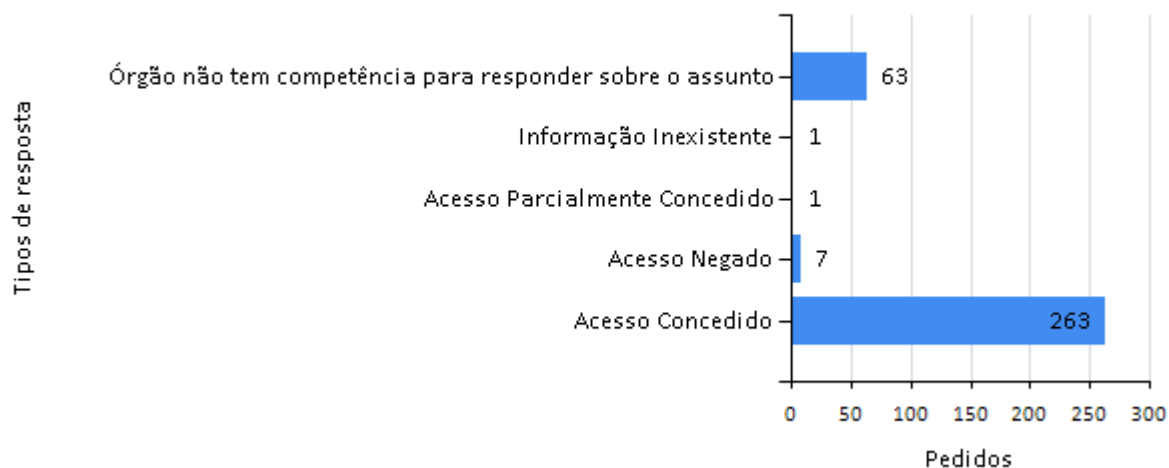 Tipos de resposta
Órgão não tem competência para responder sobre o assunto
63
Informação Inexistente
1
Acesso Parcialmente Concedido
1
Acesso Negado
7
Acesso Concedido
263
0 50 100 150 200 250 300
Pedidos